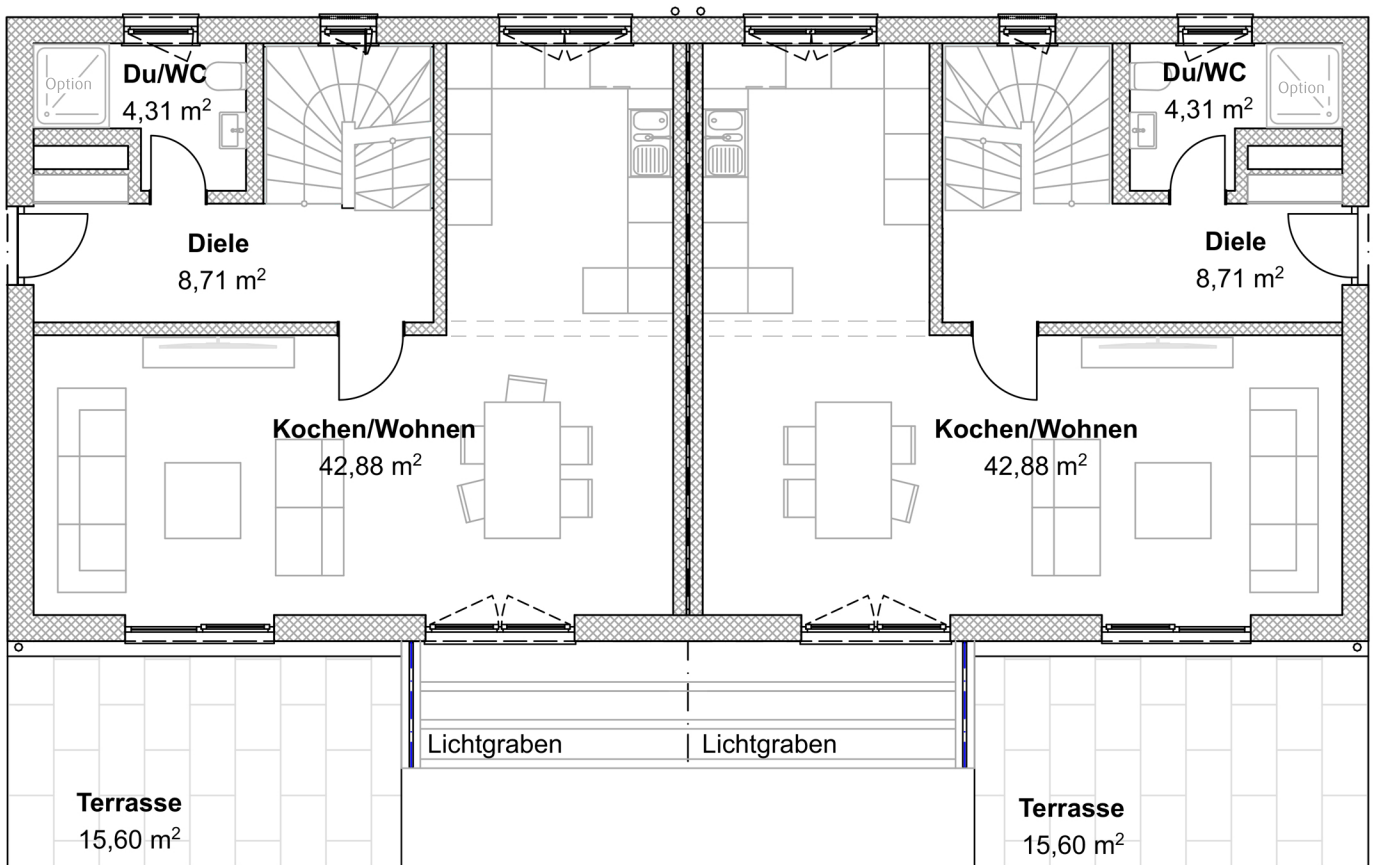 Option
Du/WC
4,31 m²
Du/WC
4,31 m²
Option
Diele
8,71 m²
Diele
8,71 m²
Kochen/Wohnen
42,88 m²
Kochen/Wohnen
42,88 m²
Lichtgraben
Lichtgraben
Terrasse
15,60 m²
Terrasse
15,60 m²